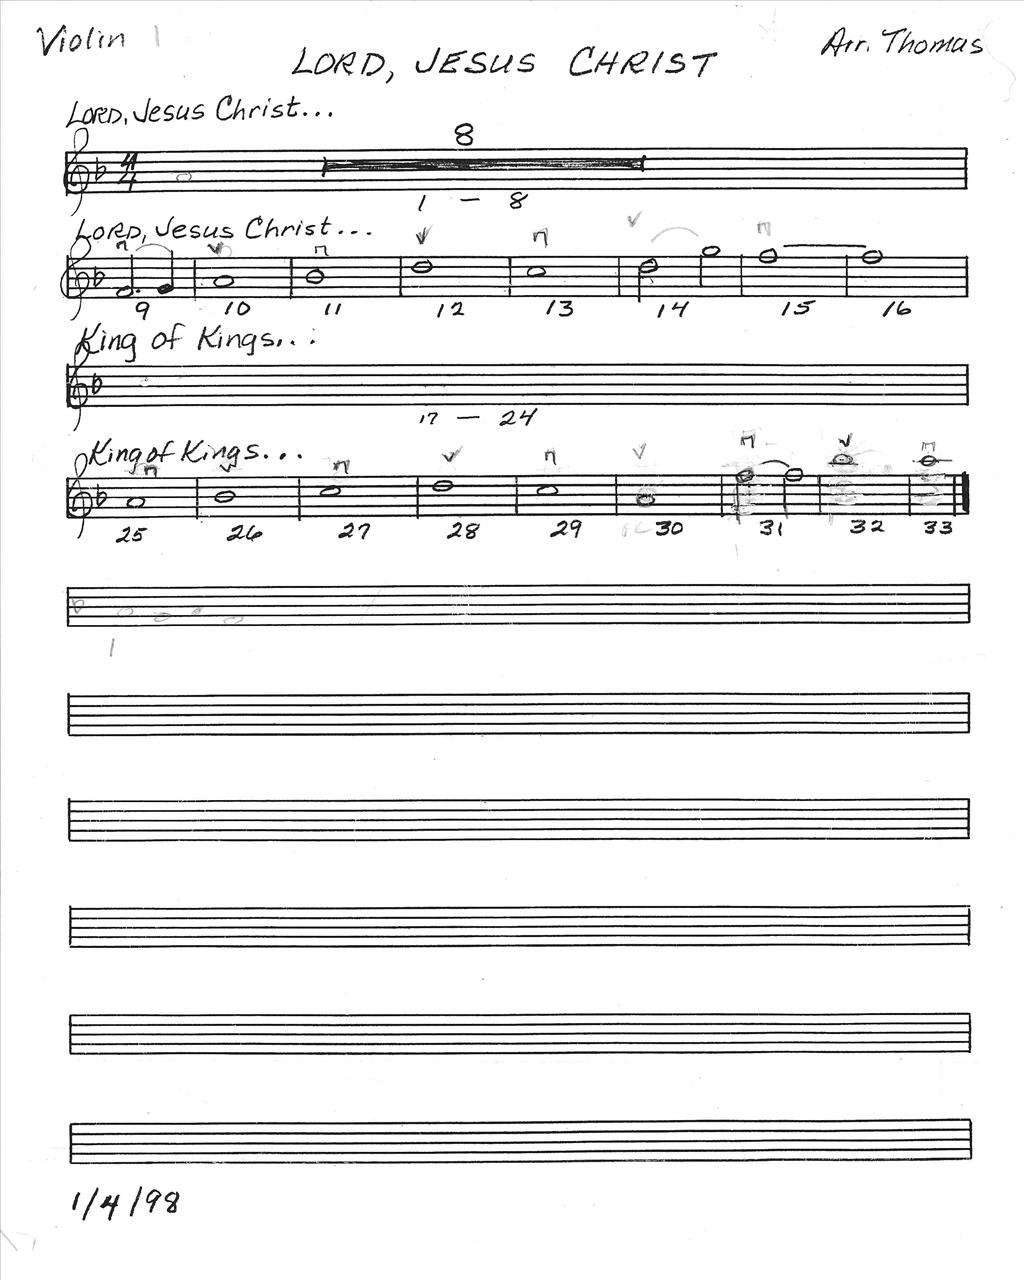 Violin 1
Arr. Thomas
LORD, JESUS CHRIST
LORD, Jesus Christ...
8
4
4
1 - 8
LORD, Jesus Christ...
9 10 11 12 13 14 15 16
King of Kings...
17 - 24
King of Kings...
25 26 27 28 29 30 31 32 33
1
1/4/98